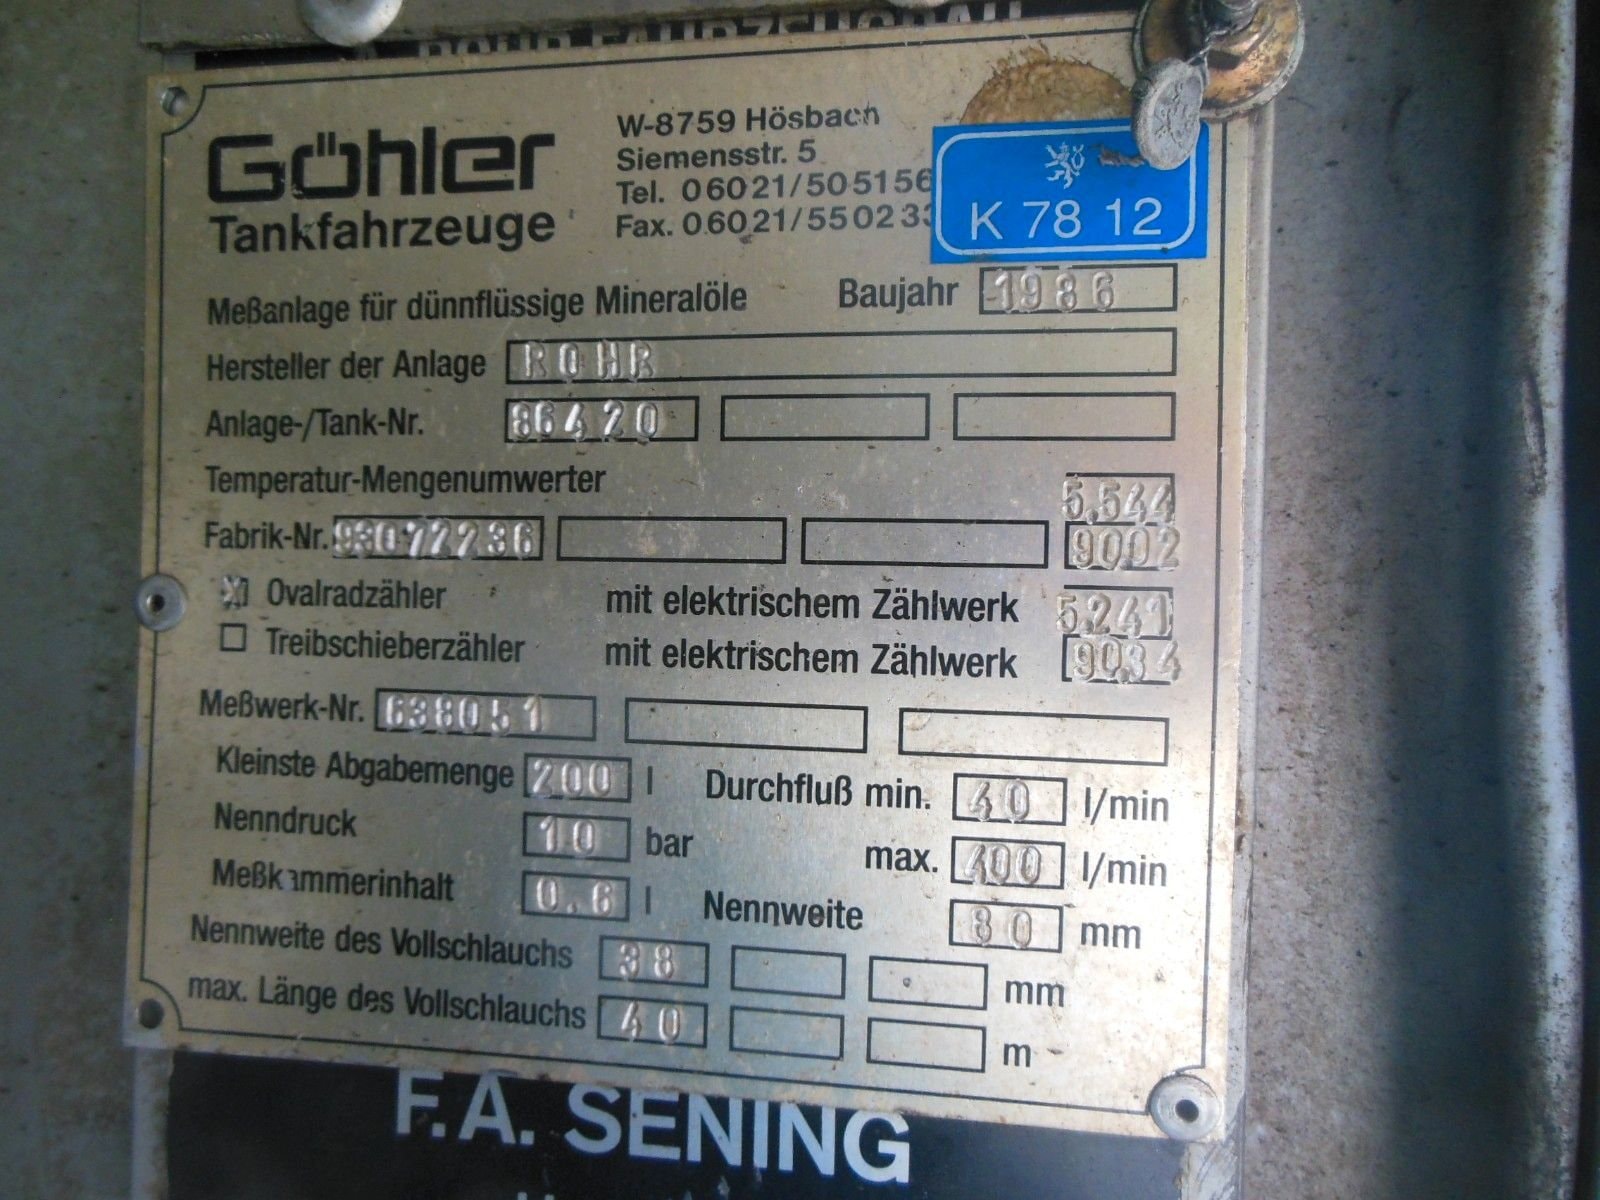 Göhler
Tankfahrzeuge
W-8759 Hösbach
Siemensstr. 5
Tel. 06021/505156
Fax. 06021/550233
K 78 12
Meßanlage für dünnflüssige Mineralöle Baujahr 1986
Hersteller der Anlage ROHR
Anlage-/Tank-Nr. 86420
Temperatur-Mengenumwerter 5.544
Fabrik-Nr. 93072236 9002
Ovalradzähler mit elektrischem Zählwerk 5.241
Treibschieberzähler mit elektrischem Zählwerk 90.34
Meßwerk-Nr. 638051
Kleinste Abgabemenge 200 l Durchfluß min. 40 l/min
Nenndruck 10 bar max. 400 l/min
Meßkammerinhalt 0.6 l Nennweite 80 mm
Nennweite des Vollschlauchs 38 mm
max. Länge des Vollschlauchs 40 m
F.A. SENING